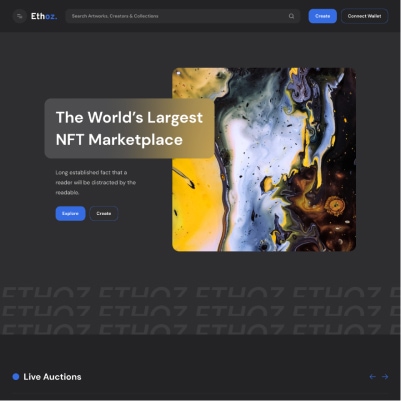 Ethoz.
Search Artworks, Creators & Collections
Create
Connect Wallet
The World's Largest
NFT Marketplace
Long established fact that a
reader will be distracted by the
readable.
Explore
Create
ETHOZ ETHOZ ETHOZ ETHOZ
ETHOZ ETHOZ ETHOZ ETHOZ
ETHOZ ETHOZ ETHOZ ETHOZ
Live Auctions